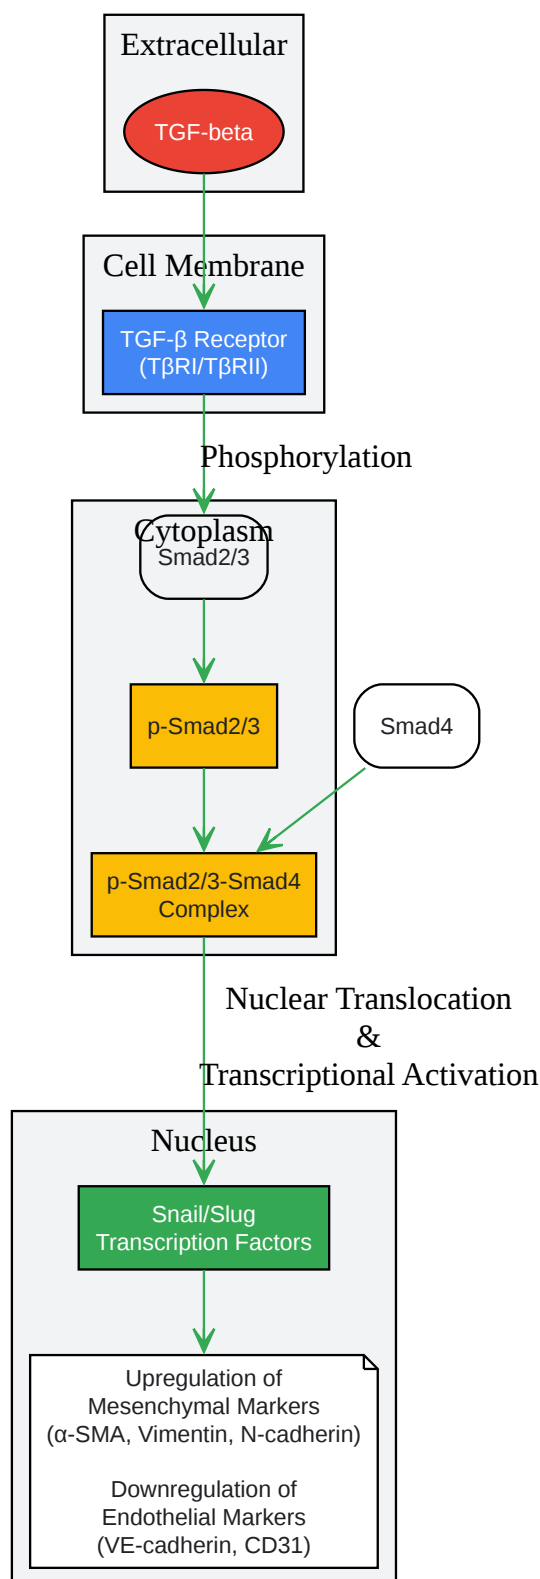 Extracellular
TGF-beta
Cell Membrane
TGF-β Receptor
(TβRI/TβRII)
Phosphorylation
Cytoplasm
Smad2/3
p-Smad2/3
Smad4
p-Smad2/3-Smad4
Complex
Nuclear Translocation
&
Transcriptional Activation
Nucleus
Snail/Slug
Transcription Factors
Upregulation of
Mesenchymal Markers
(α-SMA, Vimentin, N-cadherin)
Downregulation of
Endothelial Markers
(VE-cadherin, CD31)